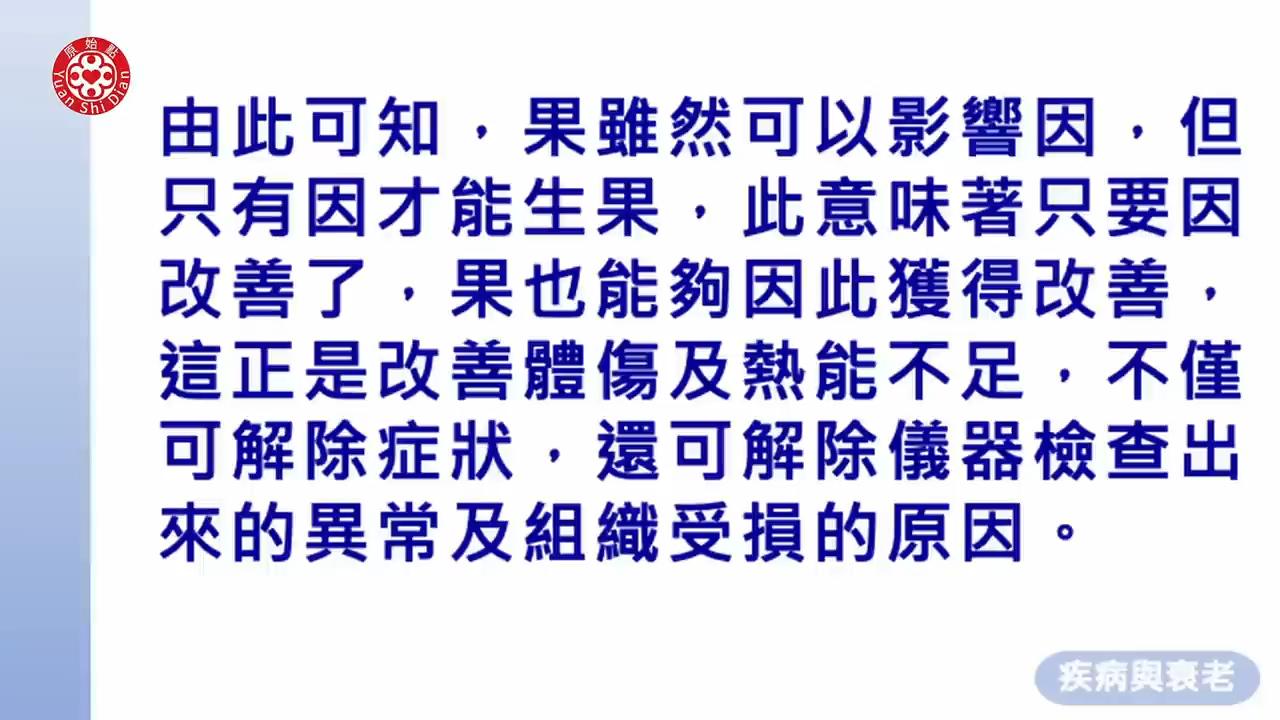 原始點
Yuan Shi Dian
由此可知，果雖然可以影響因，但
只有因才能生果，此意味著只要因
改善了，果也能夠因此獲得改善，
這正是改善體傷及熱能不足，不僅
可解除症狀，還可解除儀器檢查出
來的異常及組織受損的原因。
疾病與衰老